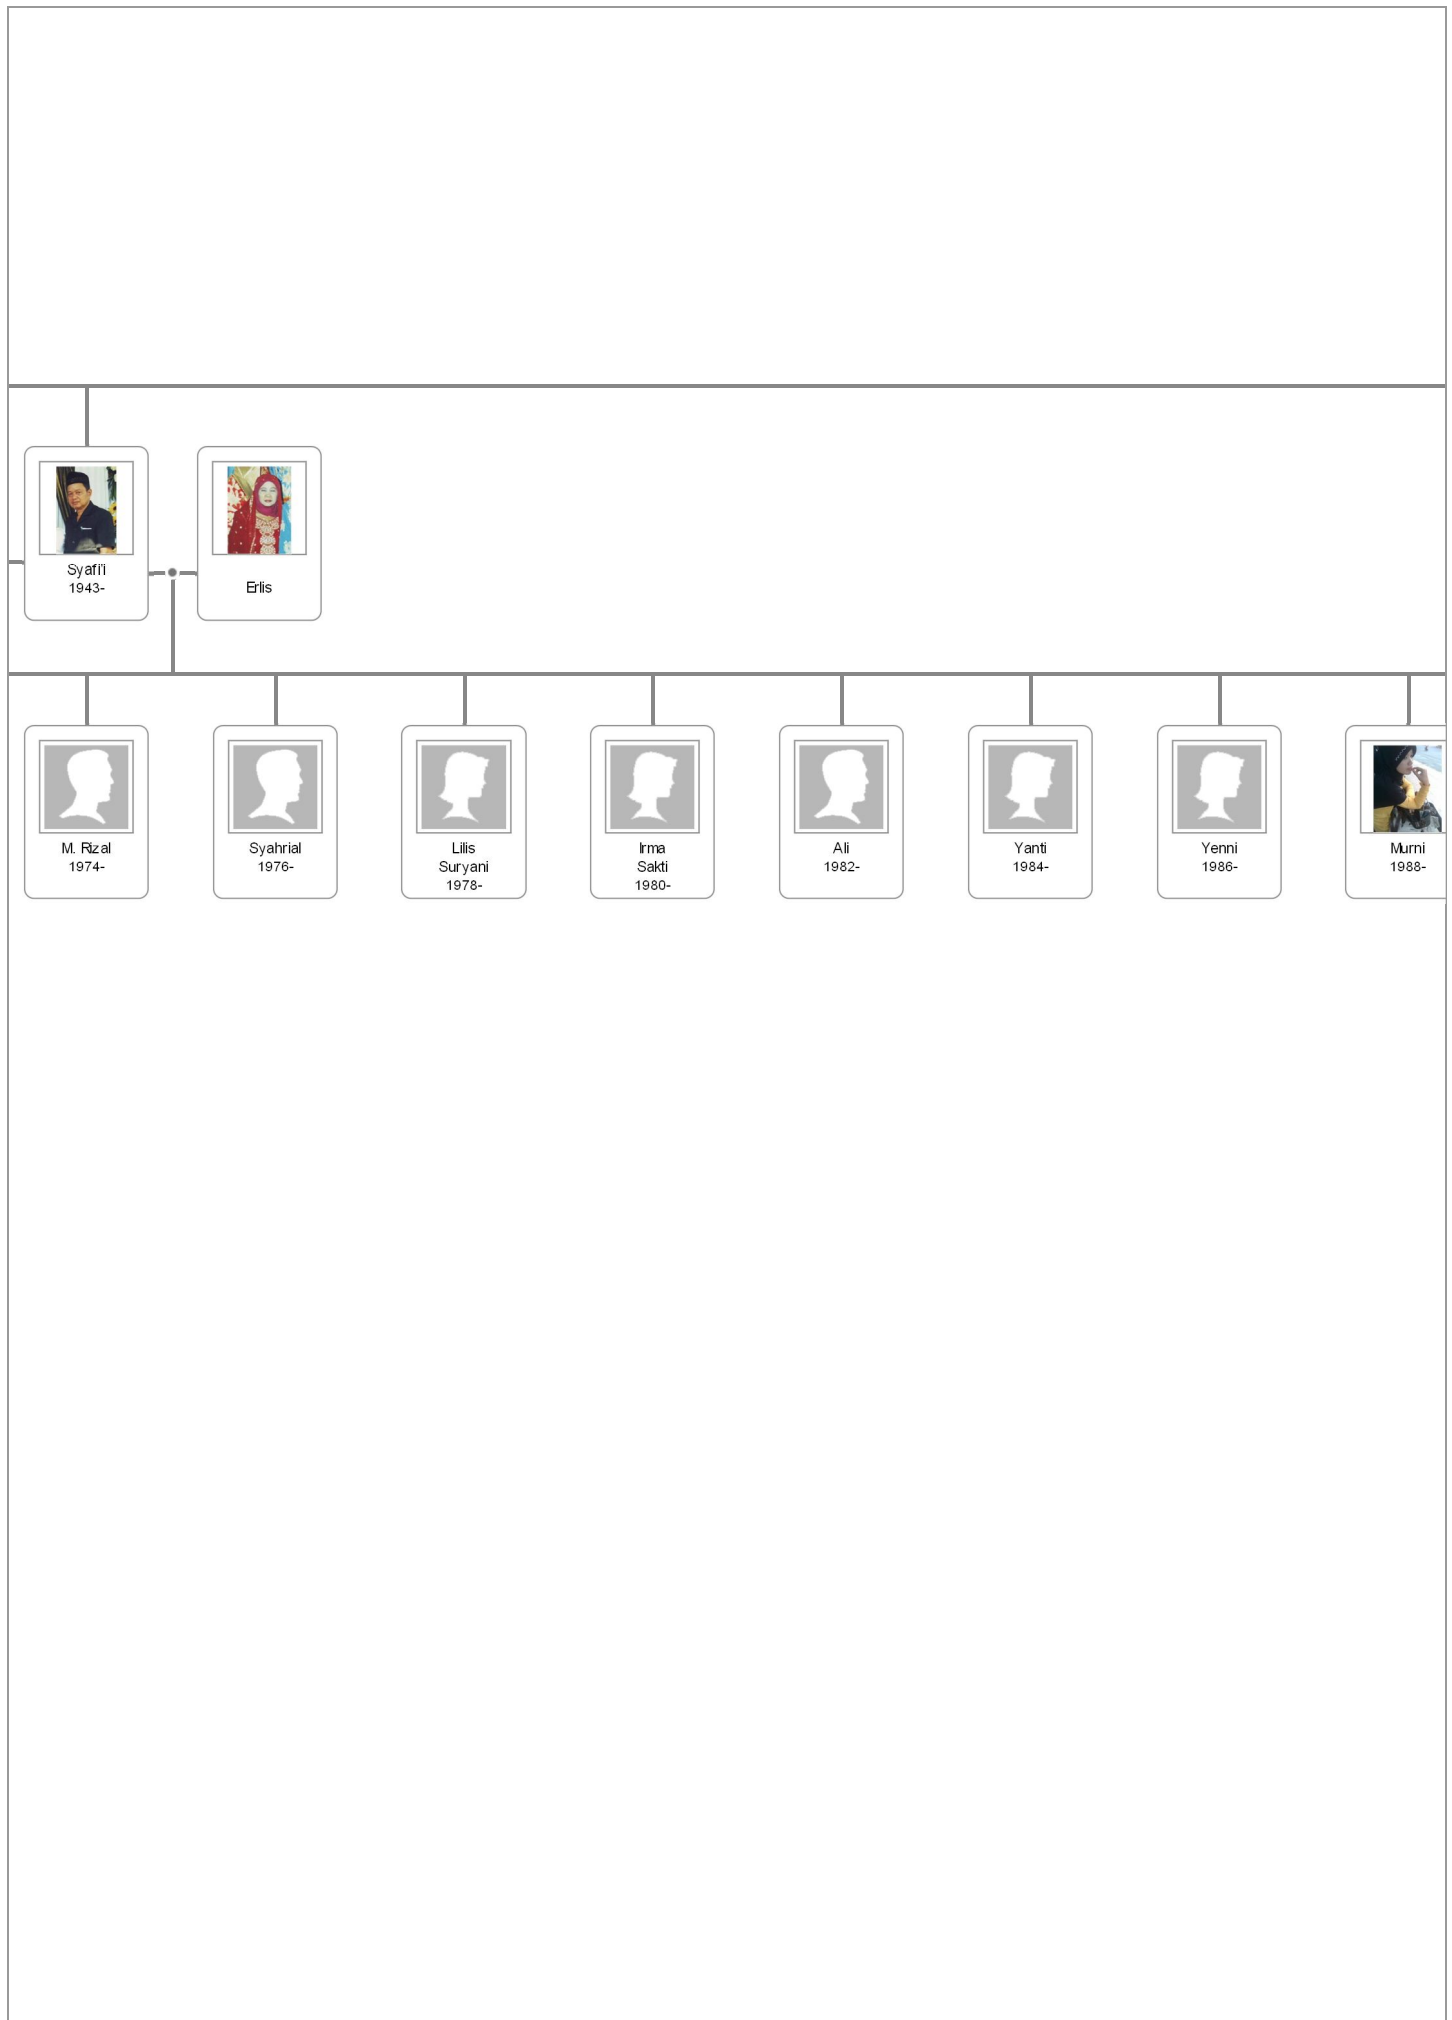 Syafi'i
1943-
Erlis
M. Rizal
1974-
Syahrial
1976-
Lilis
Suryani
1978-
Irma
Sakti
1980-
Ali
1982-
Yanti
1984-
Yenni
1986-
Murni
1988-